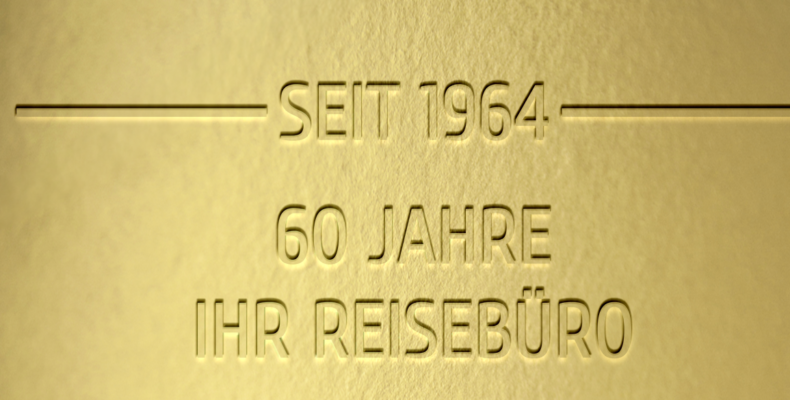 SEIT 1964
60 JAHRE
IHR REISEBÜRO